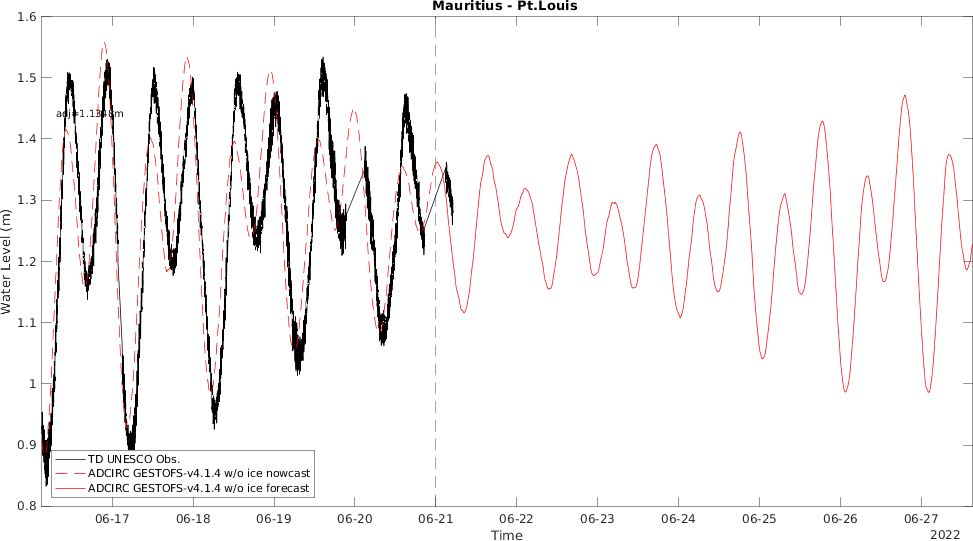 Mauritius - Pt.Louis
1.6
1.5
1.4
1.3
1.2
1.1
1
0.9
0.8
Water Level (m)
TD UNESCO Obs.
ADCIRC GESTOFS-v4.1.4 w/o ice nowcast
ADCIRC GESTOFS-v4.1.4 w/o ice forecast
06-17 06-18 06-19 06-20 06-21 06-22 06-23 06-24 06-25 06-26 06-27
Time
2022